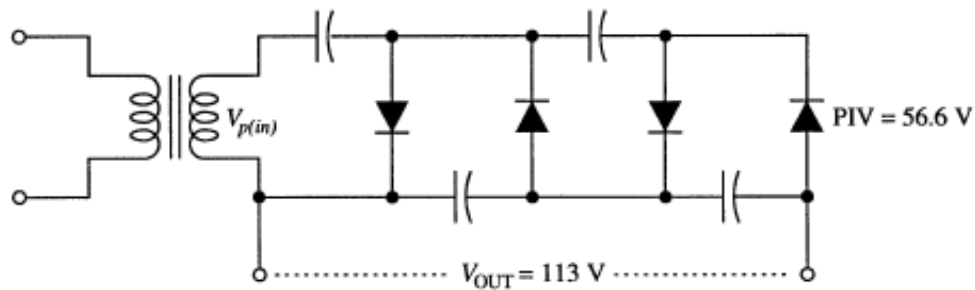 V_p(in)
PIV = 56.6 V
V_OUT = 113 V